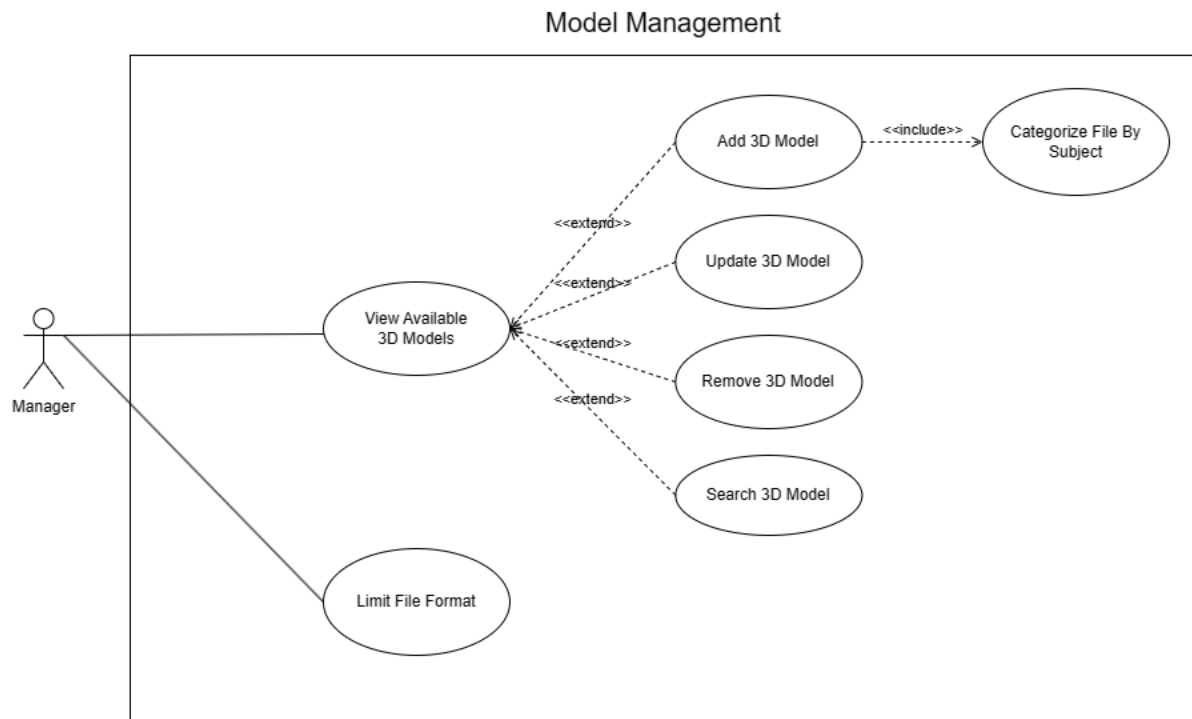 Model Management
Add 3D Model
<<include>>
Categorize File By
Subject
<<extend>>
Update 3D Model
<<extend>>
View Available
3D Models
<<extend>>
Remove 3D Model
<<extend>>
Manager
Search 3D Model
Limit File Format